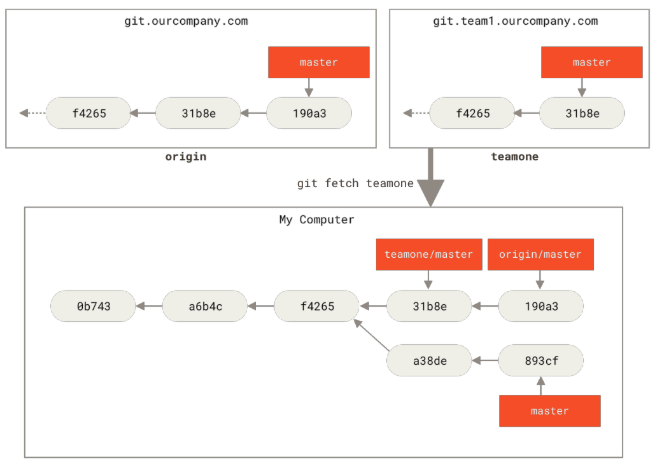 git.ourcompany.com
git.team1.ourcompany.com
master
master
f4265
31b8e
190a3
f4265
31b8e
origin
teamone
git fetch teamone
My Computer
teamone/master
origin/master
0b743
a6b4c
f4265
31b8e
190a3
a38de
893cf
master